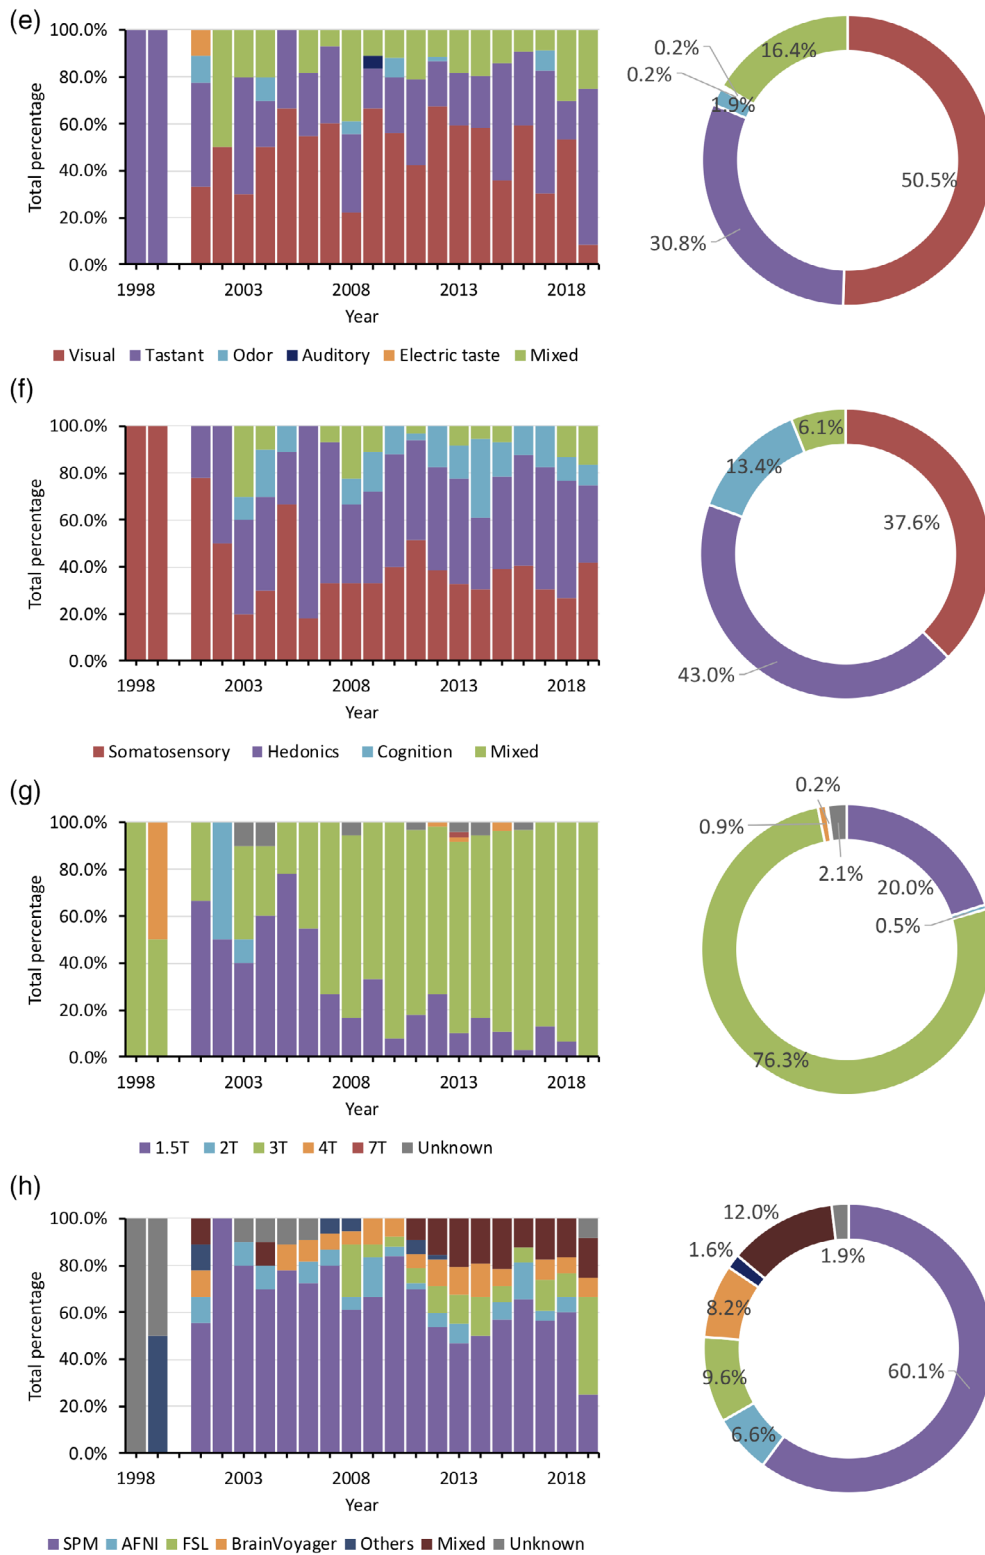 (e)
100.0%
80.0%
60.0%
40.0%
20.0%
0.0%
Total percentage
1998 2003 2008 2013 2018
Year
Visual Tastant Odor Auditory Electric taste Mixed
0.2%
0.2%
16.4%
1.9%
50.5%
30.8%
(f)
100.0%
80.0%
60.0%
40.0%
20.0%
0.0%
Total percentage
1998 2003 2008 2013 2018
Year
Somatosensory Hedonics Cognition Mixed
6.1%
13.4%
37.6%
43.0%
(g)
100.0%
80.0%
60.0%
40.0%
20.0%
0.0%
Total percentage
1998 2003 2008 2013 2018
Year
1.5T 2T 3T 4T 7T Unknown
0.2%
0.9%
2.1%
20.0%
0.5%
76.3%
(h)
100.0%
80.0%
60.0%
40.0%
20.0%
0.0%
Total percentage
1998 2003 2008 2013 2018
Year
SPM AFNI FSL BrainVoyager Others Mixed Unknown
12.0%
1.6%
1.9%
8.2%
9.6%
60.1%
6.6%